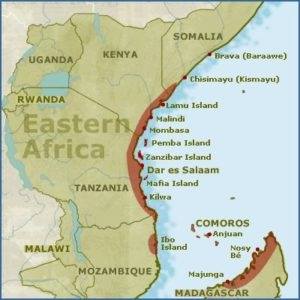 SOMALIA
Brava (Baraawe)
UGANDA
KENYA
Chisimayu (Kismayu)
RWANDA
Lamu Island
Malindi
Eastern
Africa
Mombasa
Pemba Island
Zanzibar Island
Dar es Salaam
TANZANIA
Mafia Island
Kilwa
COMOROS
Anjuan
MALAWI
Ibo
Island
Nosy
Bé
MOZAMBIQUE
Majunga
MADAGASCAR